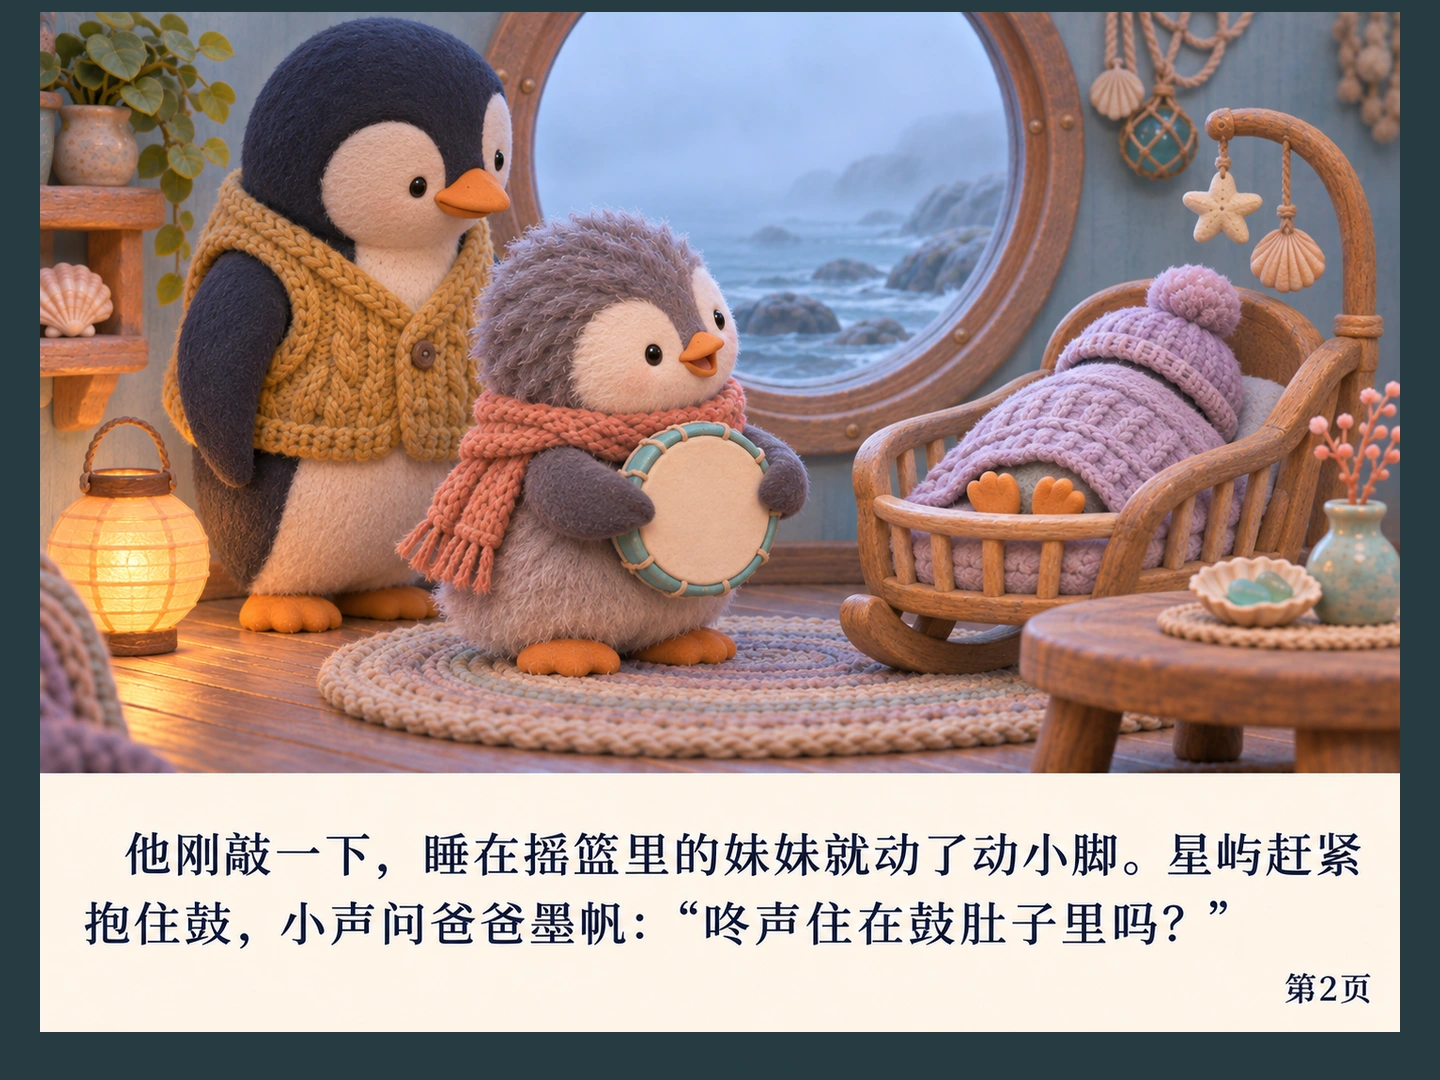 他刚敲一下，睡在摇篮里的妹妹就动了动小脚。星屿赶紧
抱住鼓，小声问爸爸墨帆：“咚声住在鼓肚子里吗？”
第2页